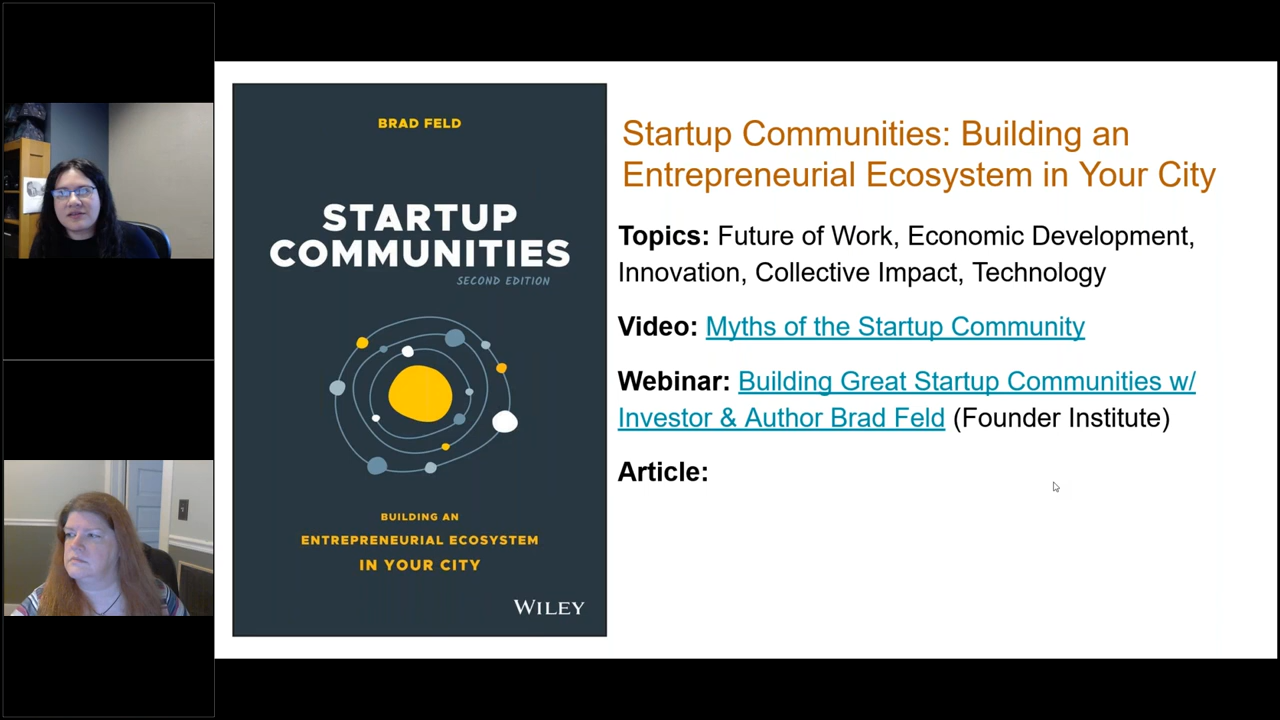 BRAD FELD
STARTUP
COMMUNITIES
SECOND EDITION
BUILDING AN
ENTREPRENEURIAL ECOSYSTEM
IN YOUR CITY
WILEY
Startup Communities: Building an
Entrepreneurial Ecosystem in Your City
Topics: Future of Work, Economic Development,
Innovation, Collective Impact, Technology
Video: Myths of the Startup Community
Webinar: Building Great Startup Communities w/
Investor & Author Brad Feld (Founder Institute)
Article: